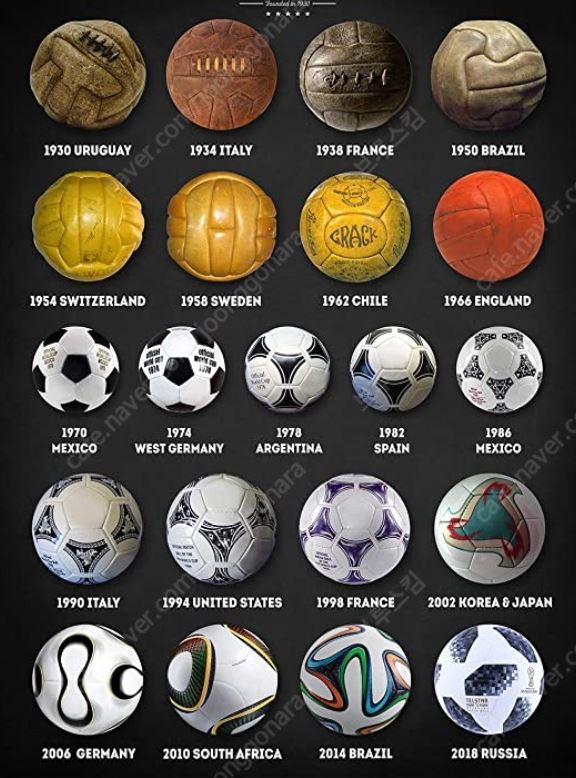 Founded in 1930
1930 URUGUAY
1934 ITALY
1938 FRANCE
1950 BRAZIL
1954 SWITZERLAND
1958 SWEDEN
1962 CHILE
1966 ENGLAND
CRACK
1970
MEXICO
1974
WEST GERMANY
1978
ARGENTINA
1982
SPAIN
1986
MEXICO
1990 ITALY
1994 UNITED STATES
1998 FRANCE
2002 KOREA & JAPAN
2006 GERMANY
2010 SOUTH AFRICA
2014 BRAZIL
TELSTAR
2018 RUSSIA
cafe.naver.com/joonggonara